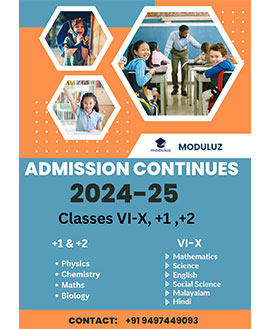 moduluz
MODULUZ
ADMISSION CONTINUES
2024-25
Classes VI-X, +1 ,+2
+1 & +2
• Physics
• Chemistry
• Maths
• Biology
VI-X
Mathematics
Science
English
Social Science
Malayalam
Hindi
CONTACT: +91 9497449093